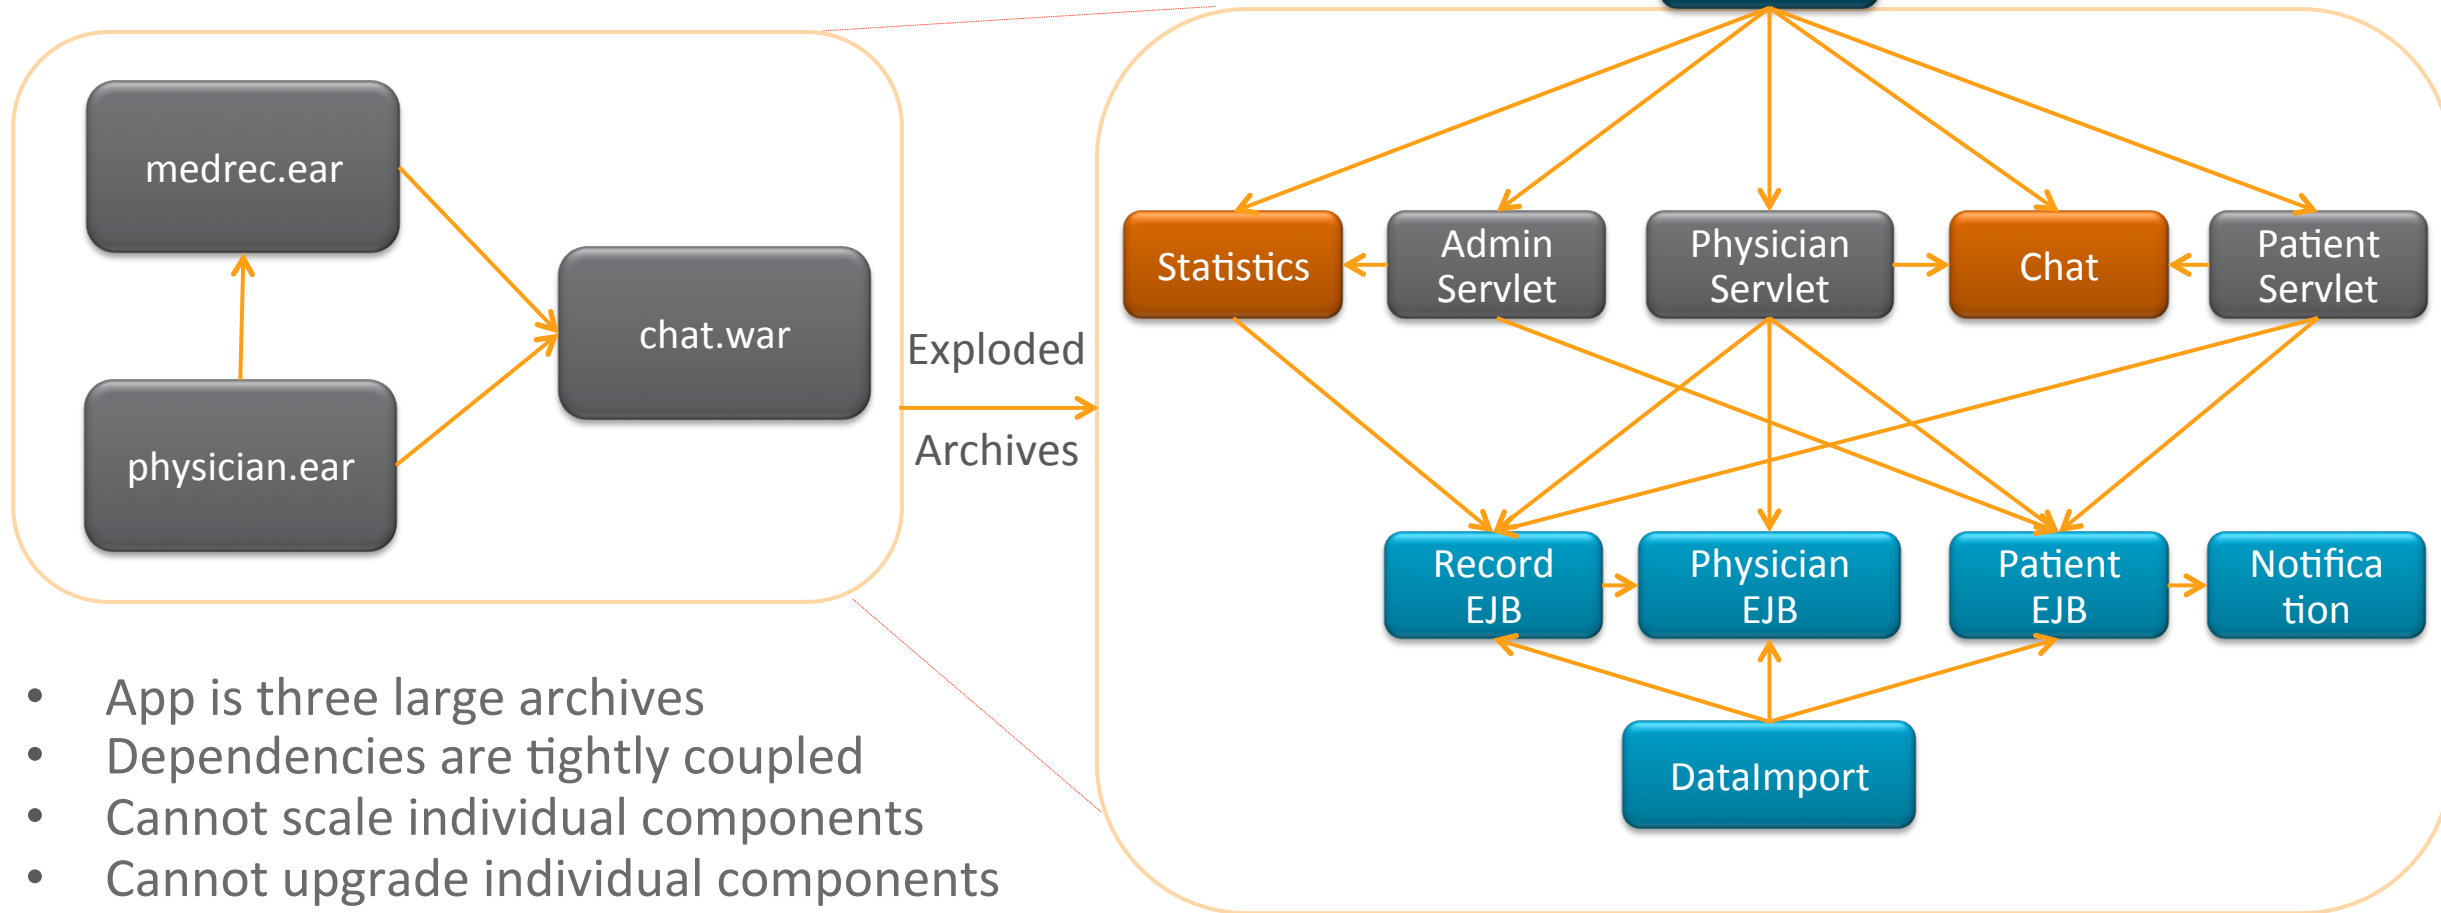 medrec.ear
physician.ear
chat.war
Exploded
Archives
Statistics
Admin
Servlet
Physician
Servlet
Chat
Patient
Servlet
Record
EJB
Physician
EJB
Patient
EJB
Notifica
tion
DataImport
• App is three large archives
• Dependencies are tightly coupled
• Cannot scale individual components
• Cannot upgrade individual components